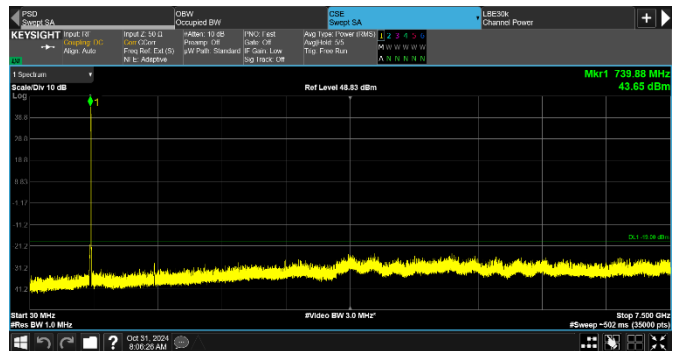 PSD
Swept SA
OBW
Occupied BW
CSE
Swept SA
LBE30k
Channel Power
KEYSIGHT
Input: RF
Coupling: DC
Align: Auto
Input Z: 50 Ω
Corr CCorr
Freq Ref: Ext (S)
NFE: Adaptive
#Atten: 10 dB
Preamp: Off
µW Path: Standard
PNO: Fast
Gate: Off
IF Gain: Low
Sig Track: Off
Avg Type: Power (RMS)
Avg|Hold: 5/5
Trig: Free Run
1 2 3 4 5 6
M W W W W W
A N N N N N
1 Spectrum
Scale/Div 10 dB
Ref Level 48.83 dBm
Mkr1 739.88 MHz
43.65 dBm
Log
1
38.8
28.8
18.8
8.83
-1.17
-11.2
-21.2
-31.2
-41.2
Start 30 MHz
#Res BW 1.0 MHz
#Video BW 3.0 MHz*
Stop 7.500 GHz
#Sweep ~502 ms (35000 pts)
Oct 31, 2024
8:06:26 AM